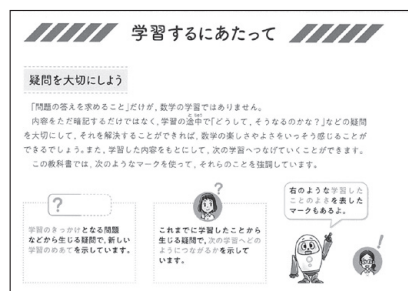 学習するにあたって
疑問を大切にしよう
「問題の答えを求めること」だけが、数学の学習ではありません。
内容をただ暗記するだけではなく、学習の途中で「どうして、そうなるのかな？」などの疑問
を大切にして、それを解決することができれば、数学の楽しさやよさをいっそう感じることが
できるでしょう。また、学習した内容をもとにして、次の学習へつなげていくことができます。
この教科書では、次のようなマークを使って、それらのことを強調しています。
?
学習のきっかけとなる問題
などから生じる疑問で、新しい
学習のめあてを示しています。
?
これまでに学習したことから
生じる疑問で、次の学習へどの
ようにつながるかを示して
います。
右のような学習した
ことのよさを表した
マークもあるよ。
!